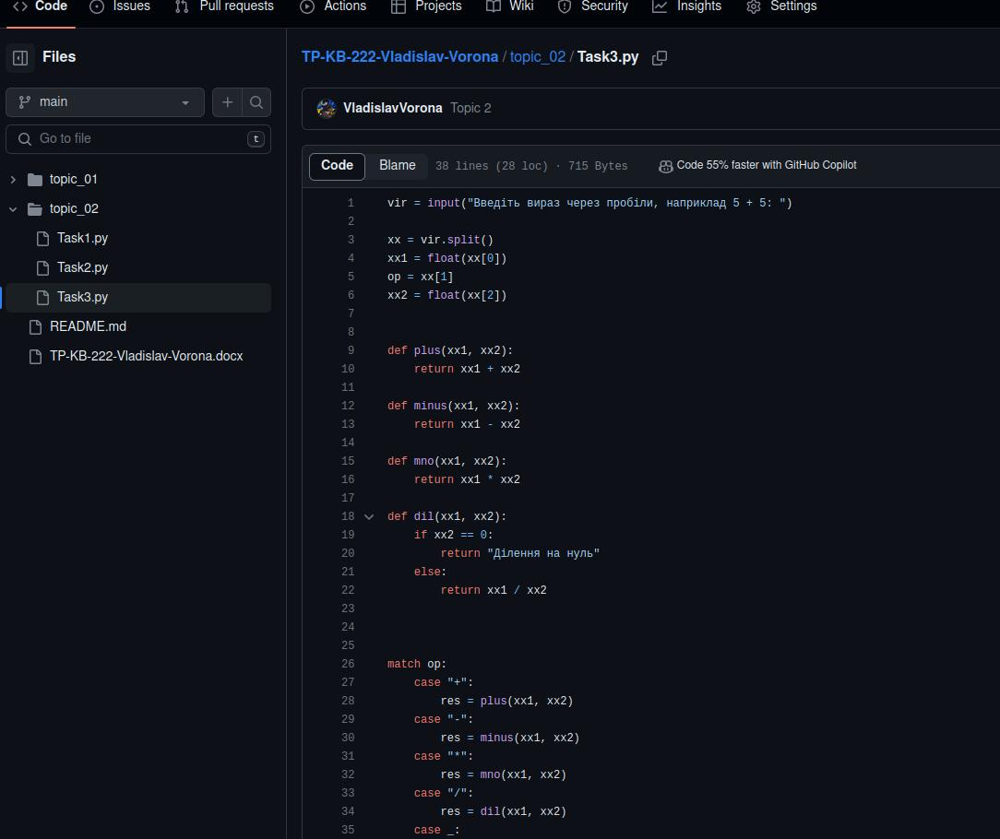 Code Issues Pull requests Actions Projects Wiki Security Insights Settings
Files
main
Go to file t
topic_01
topic_02
Task1.py
Task2.py
Task3.py
README.md
TP-KB-222-Vladislav-Vorona.docx
TP-KB-222-Vladislav-Vorona / topic_02 / Task3.py
VladislavVorona Topic 2
Code Blame 38 lines (28 loc) · 715 Bytes Code 55% faster with GitHub Copilot
1 vir = input("Введіть вираз через пробіли, наприклад 5 + 5: ")
2
3 xx = vir.split()
4 xx1 = float(xx[0])
5 op = xx[1]
6 xx2 = float(xx[2])
7
8
9 def plus(xx1, xx2):
10 return xx1 + xx2
11
12 def minus(xx1, xx2):
13 return xx1 - xx2
14
15 def mno(xx1, xx2):
16 return xx1 * xx2
17
18 def dil(xx1, xx2):
19 if xx2 == 0:
20 return "Ділення на нуль"
21 else:
22 return xx1 / xx2
23
24
25
26 match op:
27 case "+":
28 res = plus(xx1, xx2)
29 case "-":
30 res = minus(xx1, xx2)
31 case "*":
32 res = mno(xx1, xx2)
33 case "/":
34 res = dil(xx1, xx2)
35 case _: